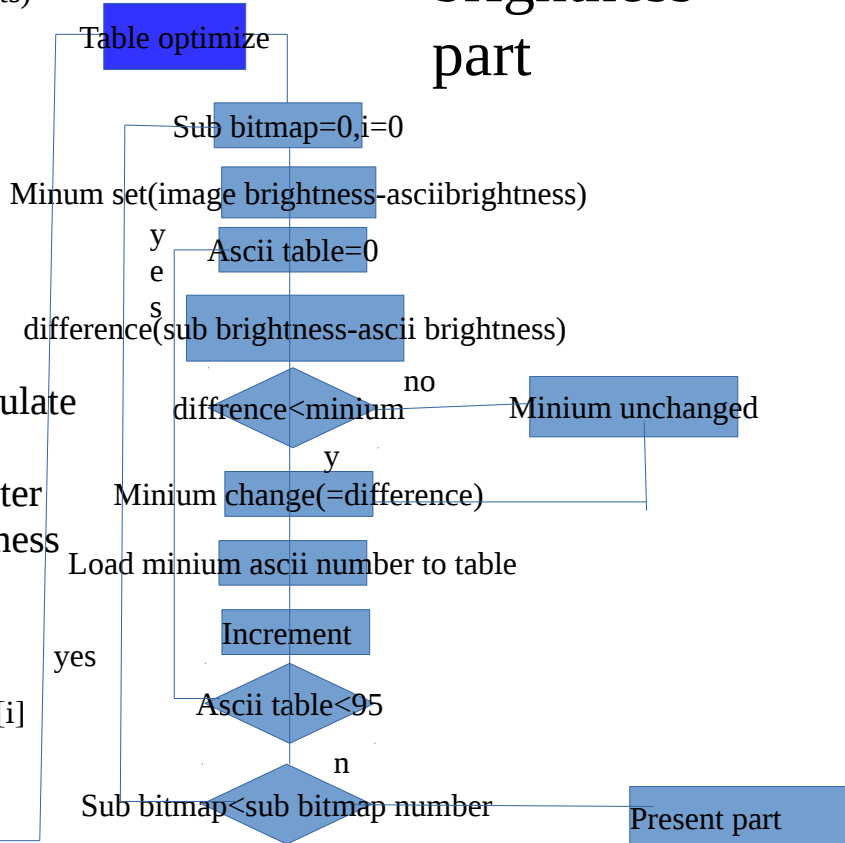 ts)
brightness
part
Table optimize
Sub bitmap=0,i=0
Minum set(image brightness-asciibrightness)
y
e
s
Ascii table=0
difference(sub brightness-ascii brightness)
no
diffrence<minium
Minium unchanged
ulate
y
ter
Minium change(=difference)
ness
Load minium ascii number to table
Increment
yes
Ascii table<95
[i]
n
Sub bitmap<sub bitmap number
Present part